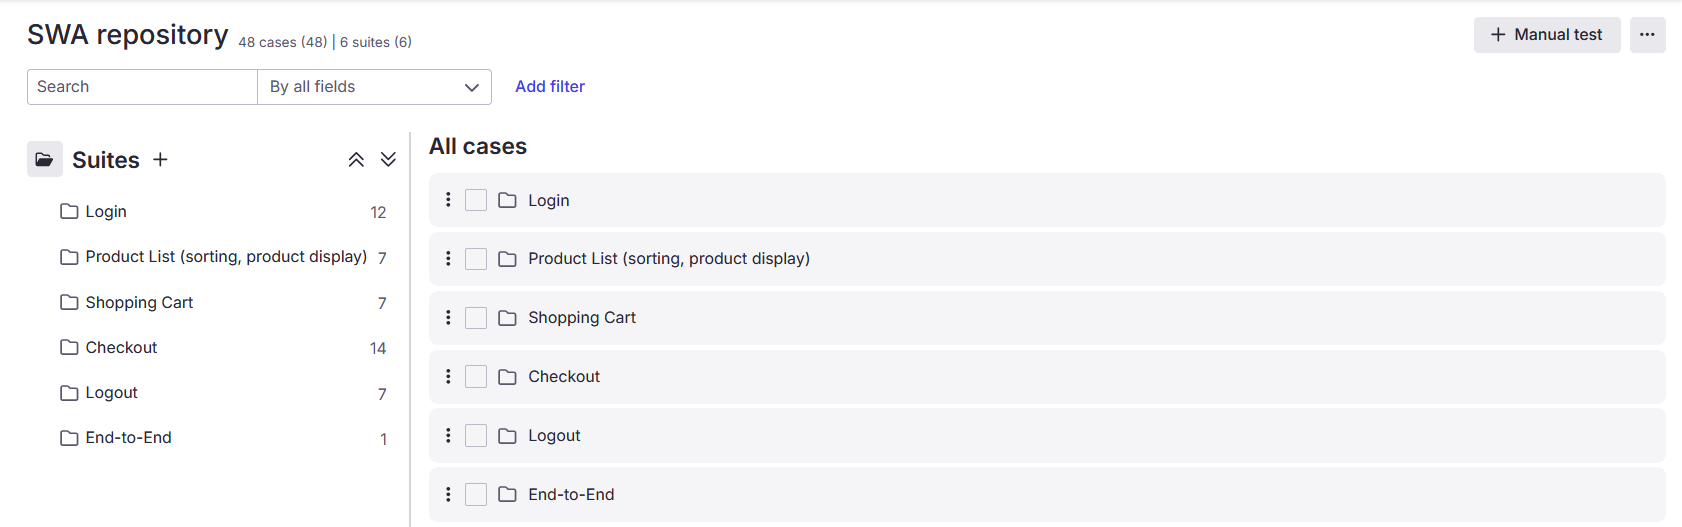 SWA repository 48 cases (48) | 6 suites (6)
+ Manual test
Search
By all fields
Add filter
Suites +
Login 12
Product List (sorting, product display) 7
Shopping Cart 7
Checkout 14
Logout 7
End-to-End 1
All cases
Login
Product List (sorting, product display)
Shopping Cart
Checkout
Logout
End-to-End